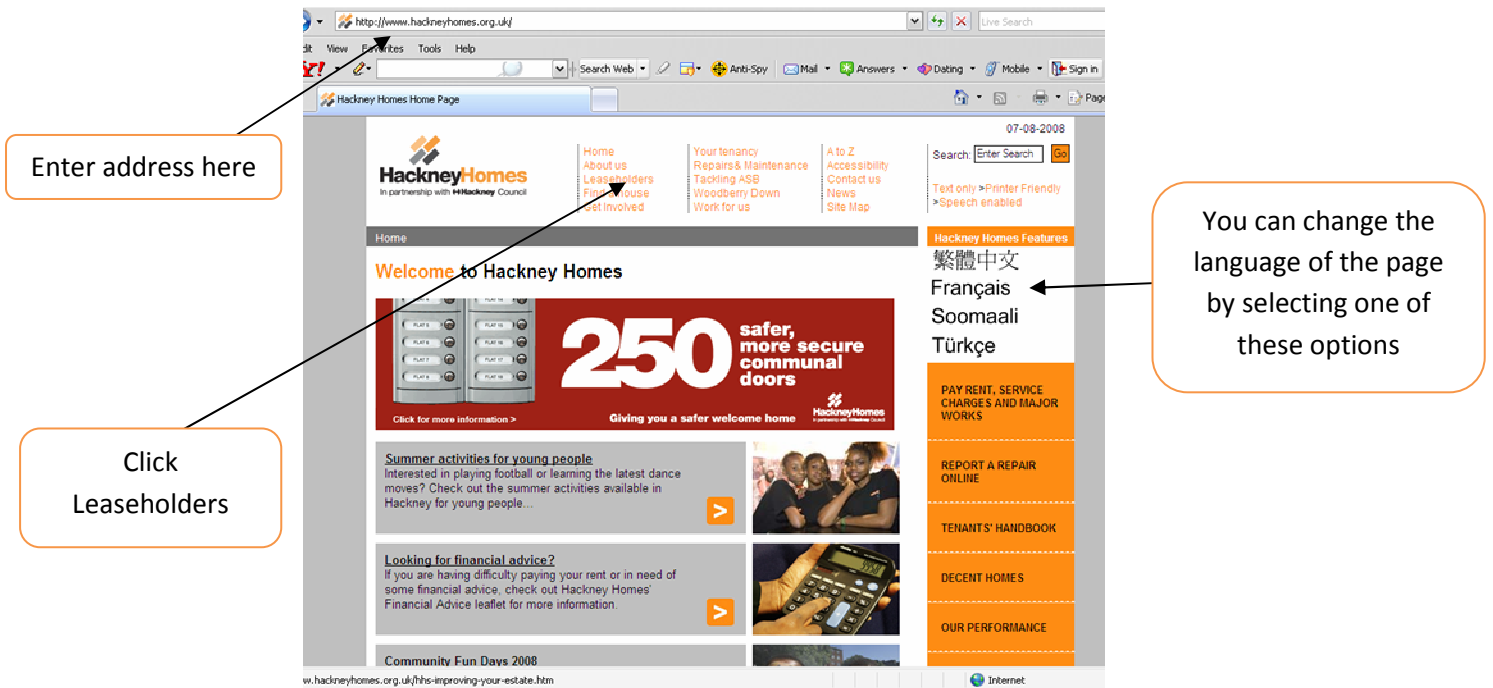 http://www.hackneyhomes.org.uk/
Live Search
dit View Favorites Tools Help
Y! Search Web Anti-Spy Mail Answers Dating Mobile Sign in
Hackney Homes Home Page
Page
Enter address here
07-08-2008
HackneyHomes
In partnership with Hackney Council
Home
About us
Leaseholders
Find a house
Get Involved
Your tenancy
Repairs & Maintenance
Tackling ASB
Woodberry Down
Work for us
A to Z
Accessibility
Contact us
News
Site Map
Search: Enter Search Go
Text only >Printer Friendly
>Speech enabled
Home
Hackney Homes Features
繁體中文
Français
Soomaali
Türkçe
You can change the
language of the page
by selecting one of
these options
Welcome to Hackney Homes
250
safer,
more secure
communal
doors
Click for more information >
Giving you a safer welcome home
HackneyHomes
Click
Leaseholders
Summer activities for young people
Interested in playing football or learning the latest dance
moves? Check out the summer activities available in
Hackney for young people...
>
Looking for financial advice?
If you are having difficulty paying your rent or in need of
some financial advice, check out Hackney Homes'
Financial Advice leaflet for more information.
>
Community Fun Days 2008
PAY RENT, SERVICE
CHARGES AND MAJOR
WORKS
REPORT A REPAIR
ONLINE
TENANTS' HANDBOOK
DECENT HOMES
OUR PERFORMANCE
w.hackneyhomes.org.uk/hhs-improving-your-estate.htm
Internet